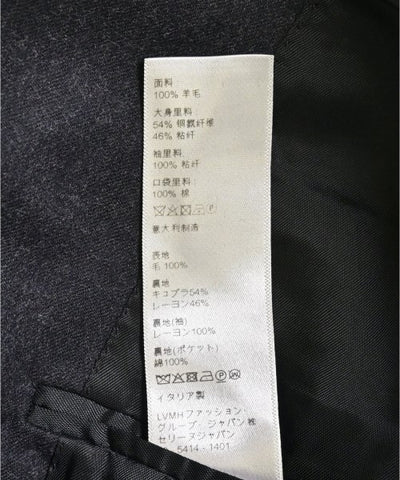 面料
100% 羊毛
大身里料:
54% 铜氨纤维
46% 粘纤
袖里料:
100% 粘纤
口袋里料:
100% 棉
意大利制造
表地
毛 100%
裏地
キュプラ54%
レーヨン46%
裏地(袖)
レーヨン100%
裏地(ポケット)
綿100%
イタリア製
LVMHファッション・
グループ・ジャパン㈱
セリーヌジャパン
5414-1401